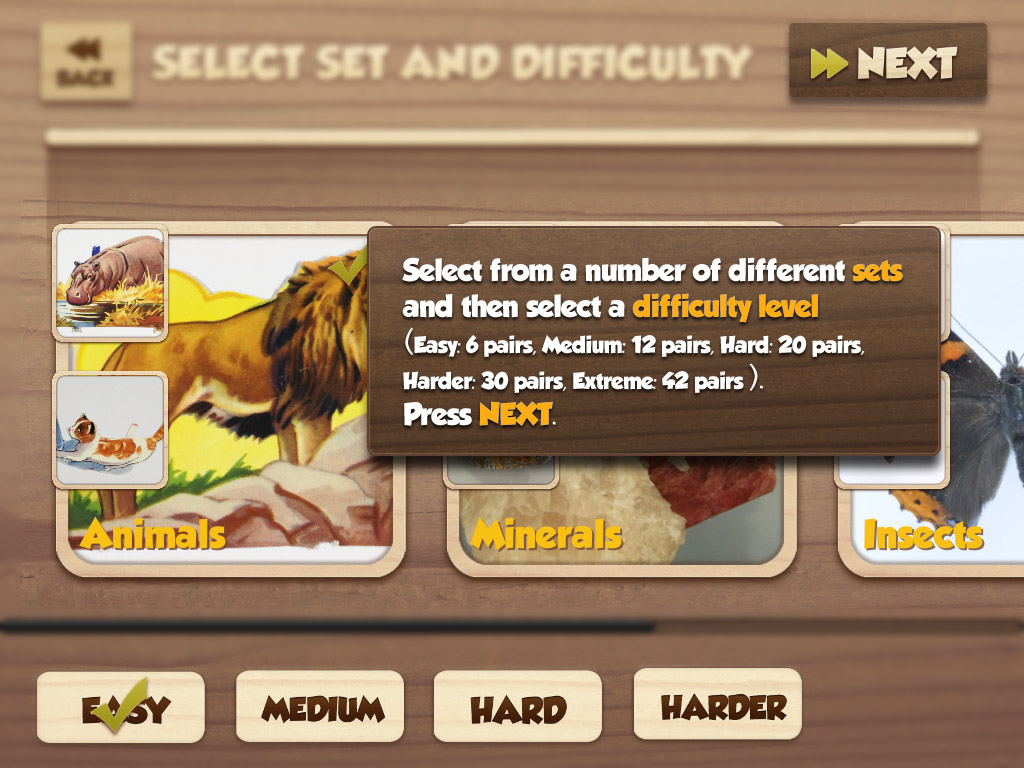 BACK
SELECT SET AND DIFFICULTY
NEXT
Select from a number of different sets
and then select a difficulty level
(Easy: 6 pairs, Medium: 12 pairs, Hard: 20 pairs,
Harder: 30 pairs, Extreme: 42 pairs ).
Press NEXT.
Animals
Minerals
Insects
EASY
MEDIUM
HARD
HARDER